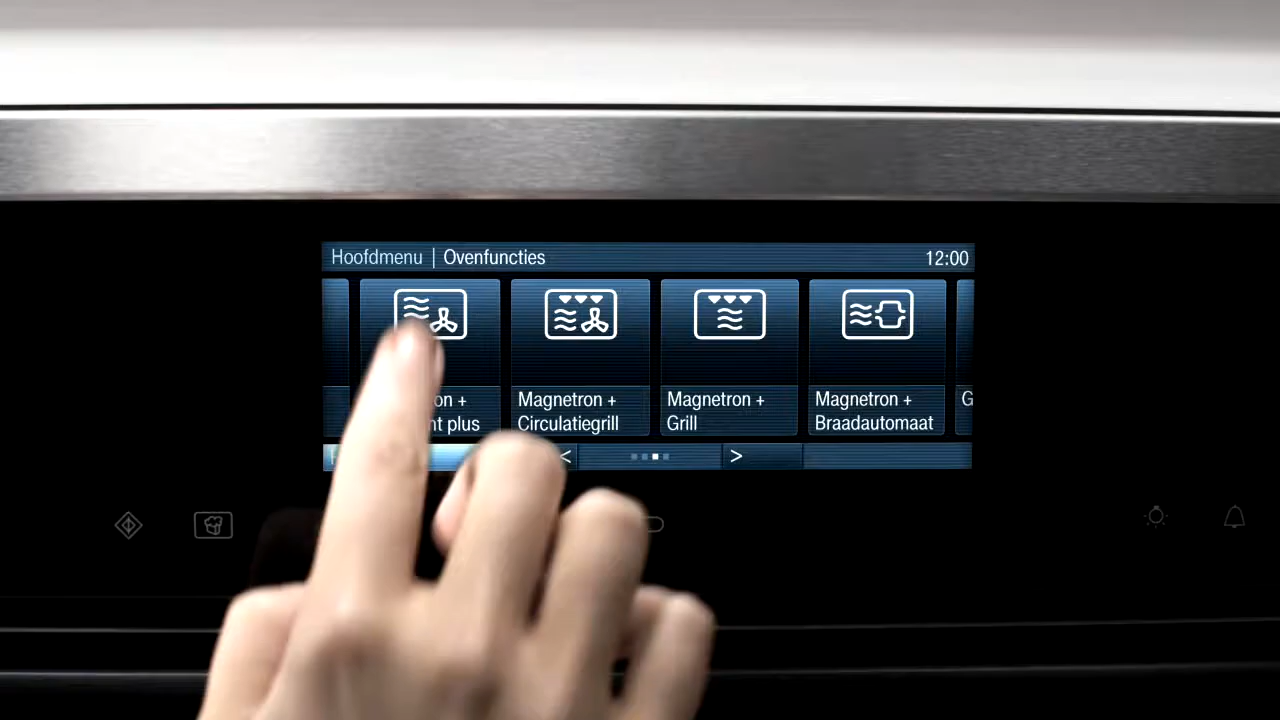 Hoofdmenu | Ovenfuncties
12:00
on +
nt plus
Magnetron +
Circulatiegrill
Magnetron +
Grill
Magnetron +
Braadautomaat
G
< >